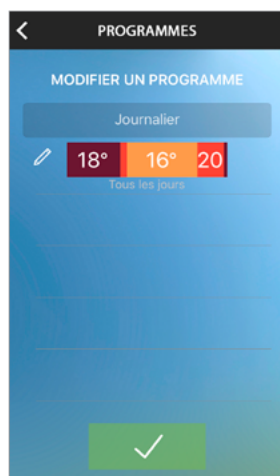 PROGRAMMES
MODIFIER UN PROGRAMME
Journalier
18° 16° 20
Tous les jours